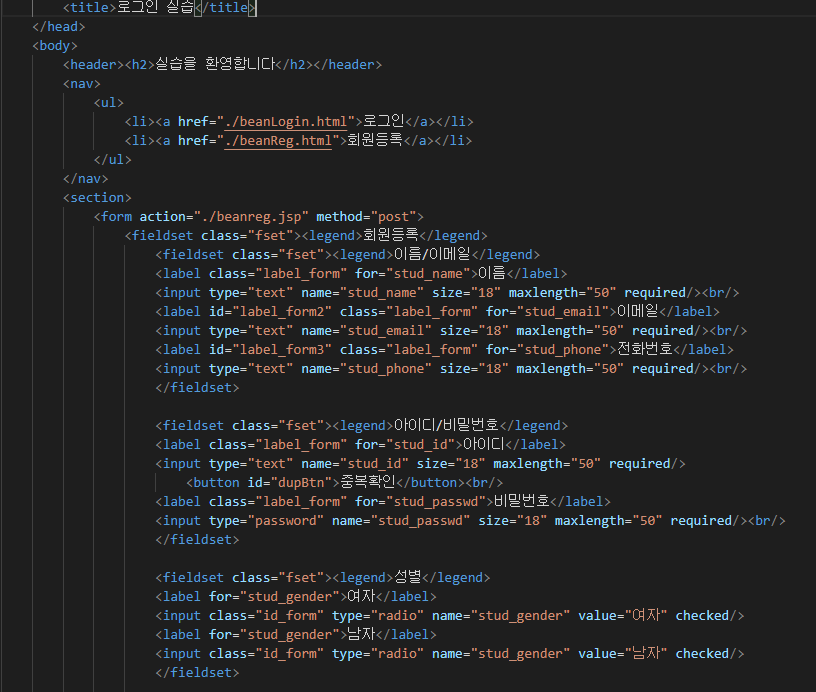 <title>로그인 실습</title>
</head>
<body>
<header><h2>실습을 환영합니다</h2></header>
<nav>
<ul>
<li><a href="./beanLogin.html">로그인</a></li>
<li><a href="./beanReg.html">회원등록</a></li>
</ul>
</nav>
<section>
<form action="./beanreg.jsp" method="post">
<fieldset class="fset"><legend>회원등록</legend>
<fieldset class="fset"><legend>이름/이메일</legend>
<label class="label_form" for="stud_name">이름</label>
<input type="text" name="stud_name" size="18" maxlength="50" required/><br/>
<label id="label_form2" class="label_form" for="stud_email">이메일</label>
<input type="text" name="stud_email" size="18" maxlength="50" required/><br/>
<label id="label_form3" class="label_form" for="stud_phone">전화번호</label>
<input type="text" name="stud_phone" size="18" maxlength="50" required/><br/>
</fieldset>
<fieldset class="fset"><legend>아이디/비밀번호</legend>
<label class="label_form" for="stud_id">아이디</label>
<input type="text" name="stud_id" size="18" maxlength="50" required/>
<button id="dupBtn">중복확인</button><br/>
<label class="label_form" for="stud_passwd">비밀번호</label>
<input type="password" name="stud_passwd" size="18" maxlength="50" required/><br/>
</fieldset>
<fieldset class="fset"><legend>성별</legend>
<label for="stud_gender">여자</label>
<input class="id_form" type="radio" name="stud_gender" value="여자" checked/>
<label for="stud_gender">남자</label>
<input class="id_form" type="radio" name="stud_gender" value="남자" checked/>
</fieldset>